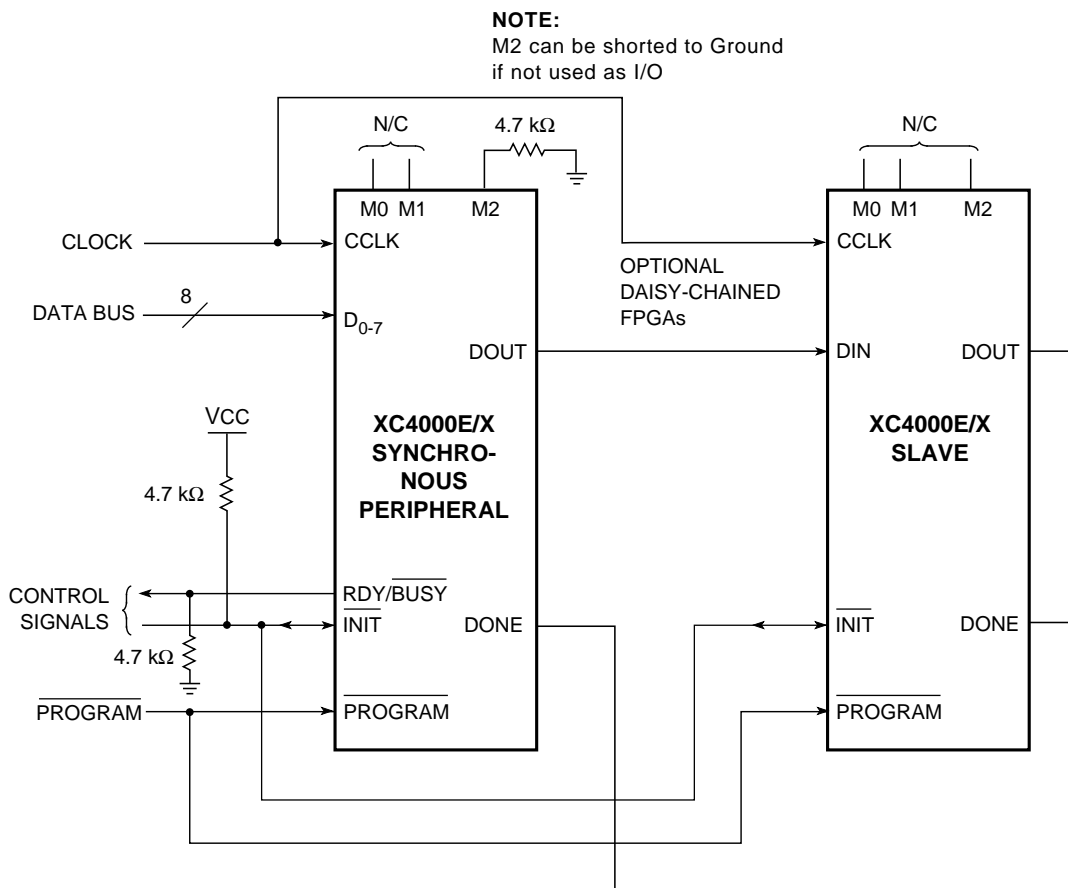 NOTE:
M2 can be shorted to Ground
if not used as I/O
N/C
4.7 kΩ
N/C
M0 M1 M2
M0 M1 M2
CLOCK
CCLK
CCLK
OPTIONAL
DAISY-CHAINED
FPGAs
8
DATA BUS
D0-7
DOUT
DIN
DOUT
VCC
XC4000E/X
SYNCHRO-
NOUS
PERIPHERAL
XC4000E/X
SLAVE
4.7 kΩ
CONTROL
SIGNALS
RDY/BUSY
INIT
DONE
INIT
DONE
4.7 kΩ
PROGRAM
PROGRAM
PROGRAM